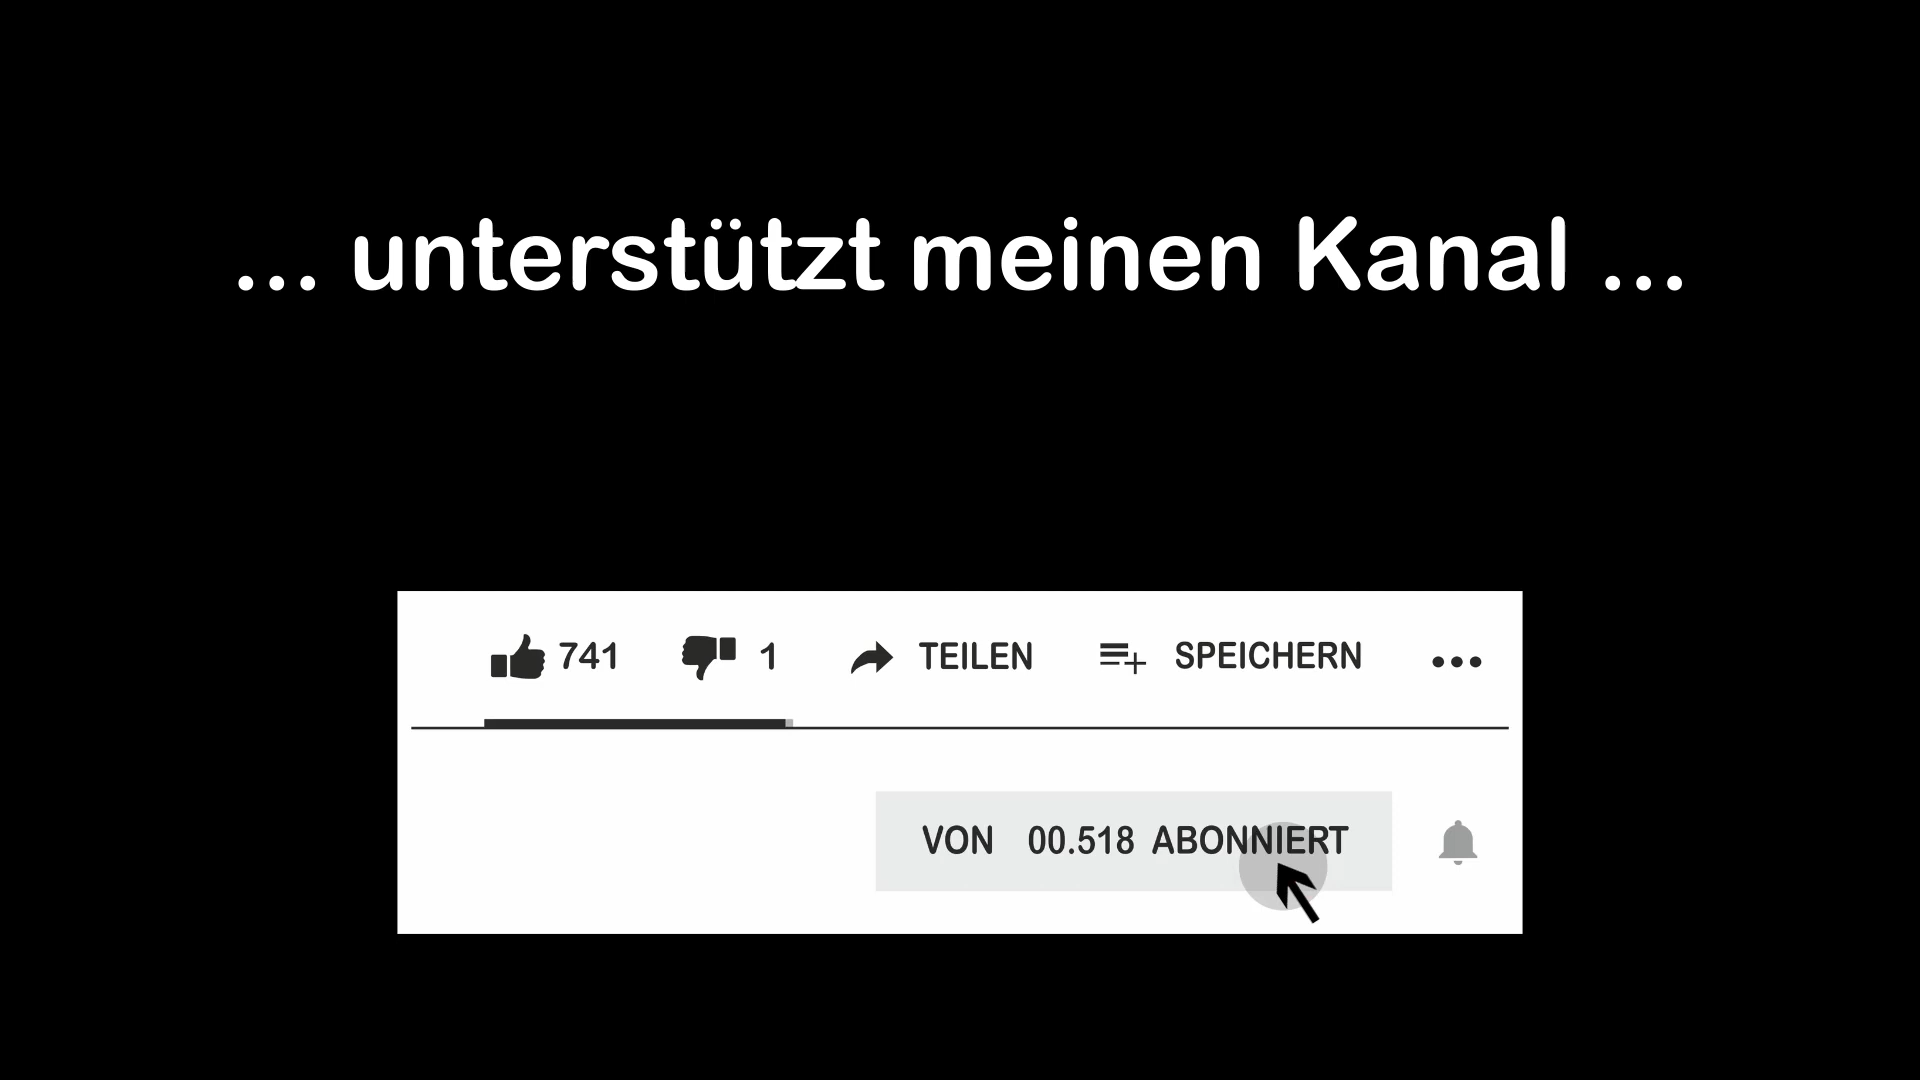 ... unterstützt meinen Kanal ...
741 1 TEILEN SPEICHERN
VON 00.518 ABONNIERT